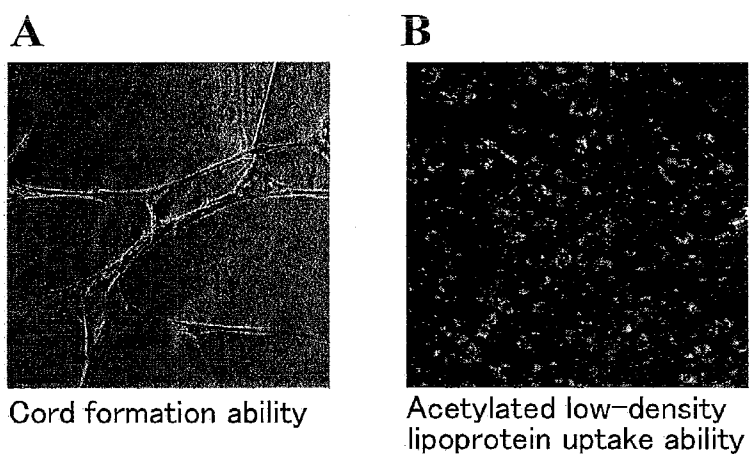 A
B
Cord formation ability
Acetylated low-density
lipoprotein uptake ability